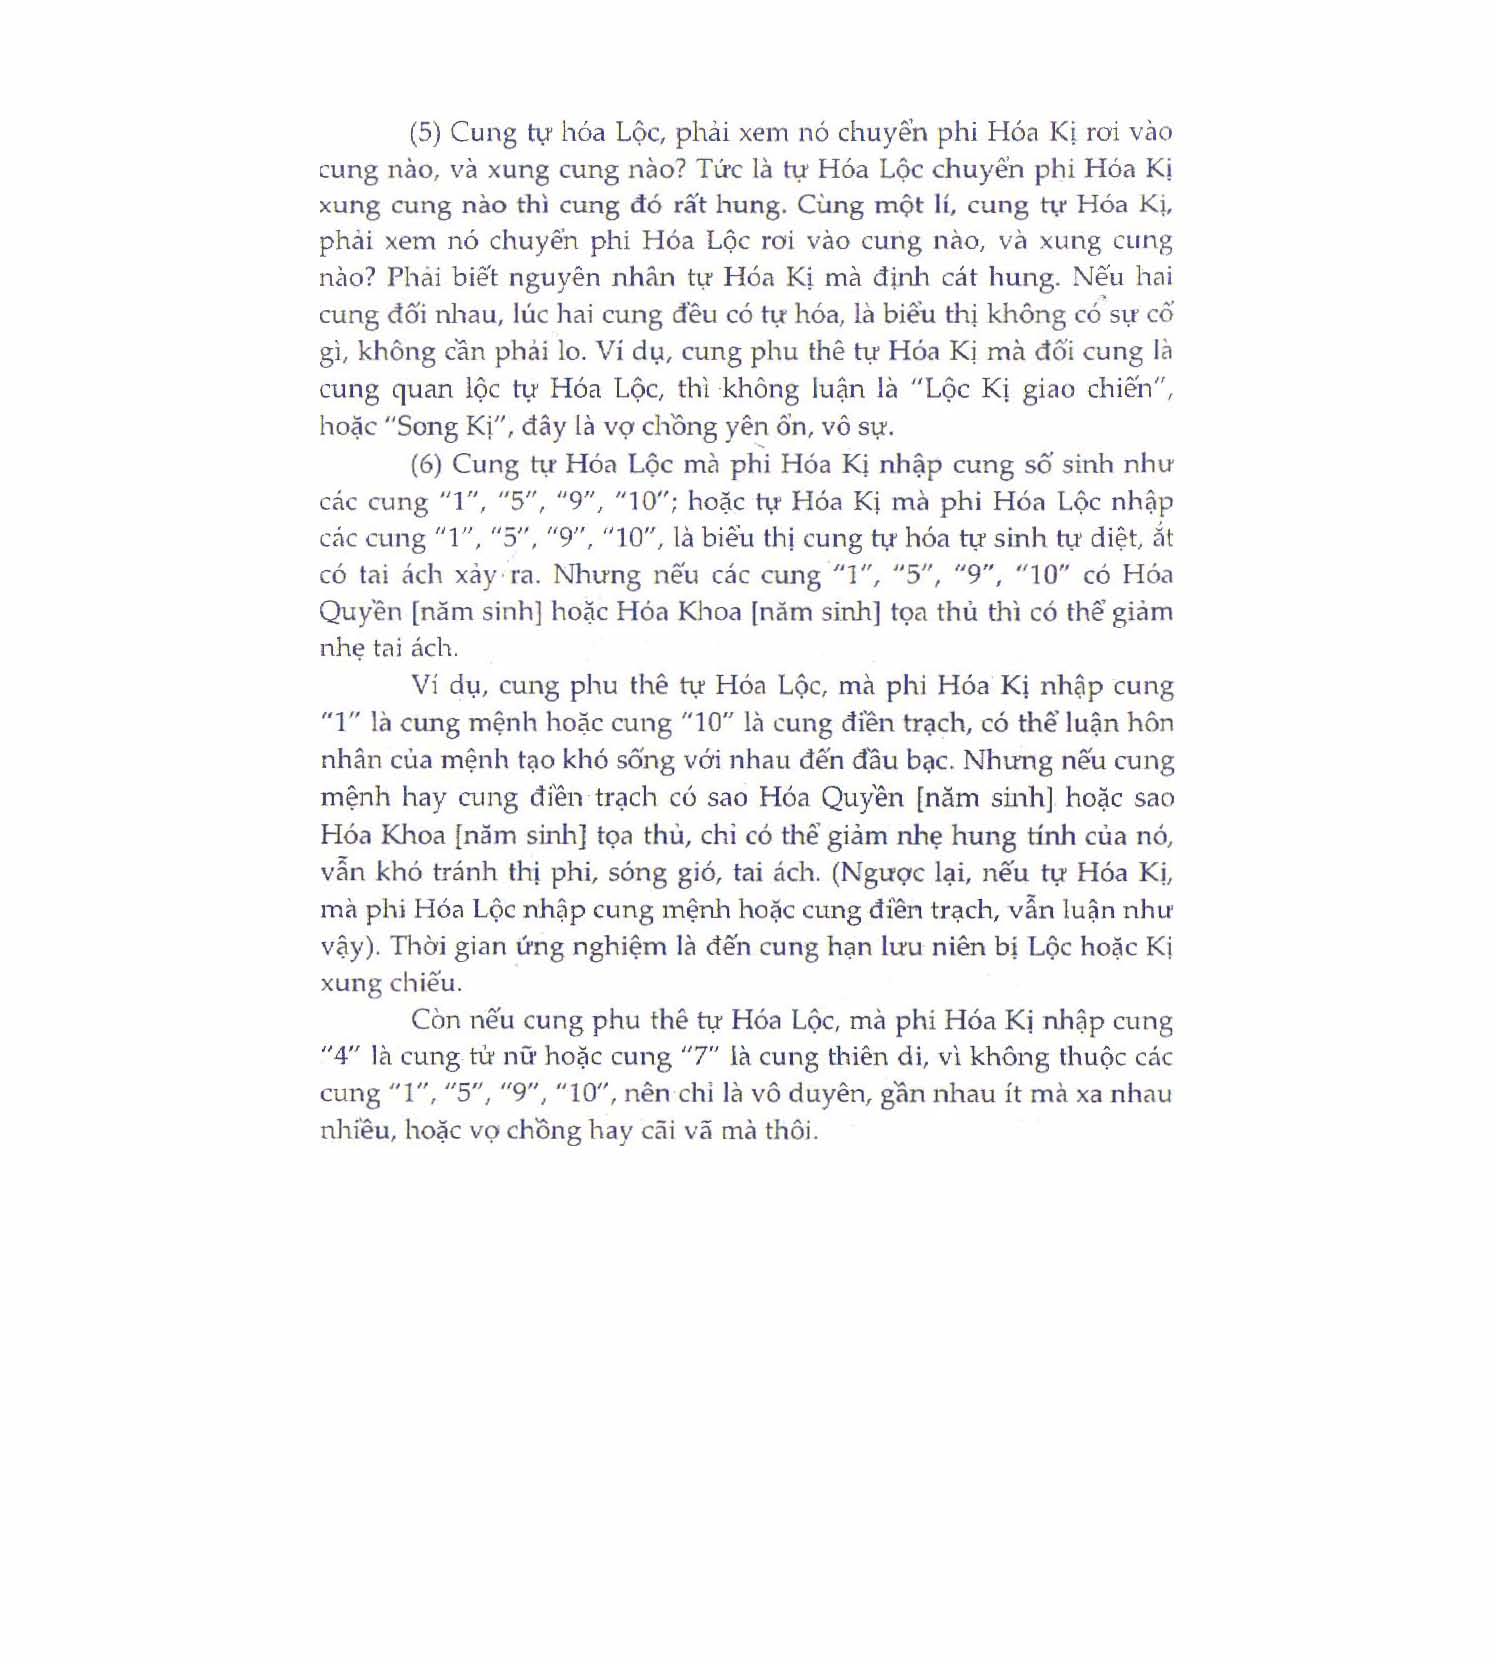 (5) Cung tự hóa Lộc, phải xem nó chuyển phi Hóa Kị rơi vào
cung nào, và xung cung nào? Tức là tự Hóa Lộc chuyển phi Hóa Kị
xung cung nào thì cung đó rất hung. Cùng một lí, cung tự Hóa Kị,
phải xem nó chuyển phi Hóa Lộc rơi vào cung nào, và xung cung
nào? Phải biết nguyên nhân tự Hóa Kị mà định cát hung. Nếu hai
cung đối nhau, lúc hai cung đều có tự hóa, là biểu thị không có sự cố
gì, không cần phải lo. Ví dụ, cung phu thê tự Hóa Kị mà đối cung là
cung quan lộc tự Hóa Lộc, thì không luận là "Lộc Kị giao chiến",
hoặc "Song Kị", đây là vợ chồng yên ổn, vô sự.
(6) Cung tự Hóa Lộc mà phi Hóa Kị nhập cung số sinh như
các cung "1", "5", "9", "10"; hoặc tự Hóa Kị mà phi Hóa Lộc nhập
các cung "1", "5", "9", "10", là biểu thị cung tự hóa tự sinh tự diệt, ắt
có tai ách xảy ra. Nhưng nếu các cung "1", "5", "9", "10" có Hóa
Quyền [năm sinh] hoặc Hóa Khoa [năm sinh] tọa thủ thì có thể giảm
nhẹ tai ách.
Ví dụ, cung phu thê tự Hóa Lộc, mà phi Hóa Kị nhập cung
"1" là cung mệnh hoặc cung "10" là cung điền trạch, có thể luận hôn
nhân của mệnh tạo khó sống với nhau đến đầu bạc. Nhưng nếu cung
mệnh hay cung điền trạch có sao Hóa Quyền [năm sinh] hoặc sao
Hóa Khoa [năm sinh] tọa thủ, chỉ có thể giảm nhẹ hung tính của nó,
vẫn khó tránh thị phi, sóng gió, tai ách. (Ngược lại, nếu tự Hóa Kị,
mà phi Hóa Lộc nhập cung mệnh hoặc cung điền trạch, vẫn luận như
vậy). Thời gian ứng nghiệm là đến cung hạn lưu niên bị Lộc hoặc Kị
xung chiếu.
Còn nếu cung phu thê tự Hóa Lộc, mà phi Hóa Kị nhập cung
"4" là cung tử nữ hoặc cung "7" là cung thiên di, vì không thuộc các
cung "1", "5", "9", "10", nên chỉ là vô duyên, gần nhau ít mà xa nhau
nhiều, hoặc vợ chồng hay cãi vã mà thôi.